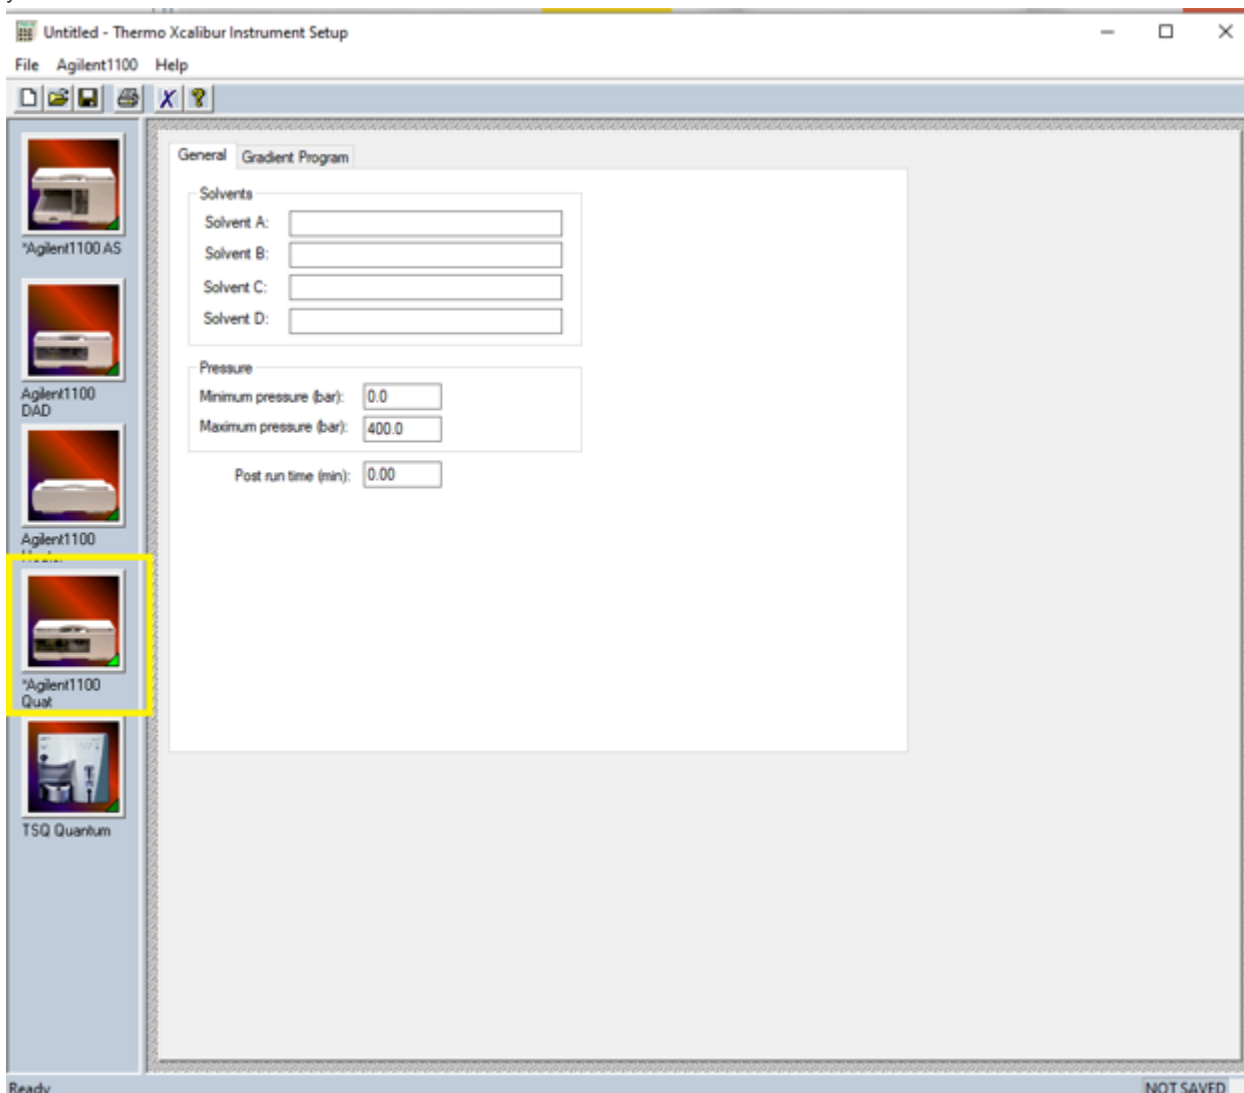 Untitled - Thermo Xcalibur Instrument Setup
File Agilent1100 Help
*Agilent1100 AS
Agilent1100
DAD
Agilent1100
*Agilent1100
Quat
TSQ Quantum
General Gradient Program
Solvents
Solvent A:
Solvent B:
Solvent C:
Solvent D:
Pressure
Minimum pressure (bar): 0.0
Maximum pressure (bar): 400.0
Post run time (min): 0.00
Ready NOT SAVED